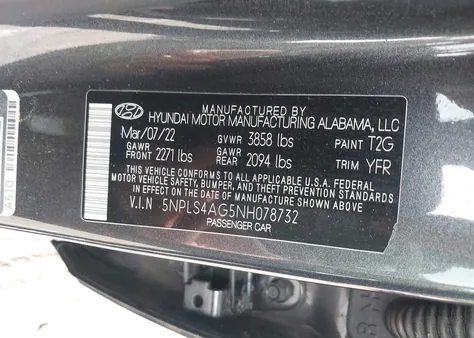 MANUFACTURED BY
HYUNDAI MOTOR MANUFACTURING ALABAMA, LLC
Mar/07/22 GVWR 3858 lbs PAINT T2G
GAWR FRONT 2271 lbs GAWR REAR 2094 lbs TRIM YFR
THIS VEHICLE CONFORMS TO ALL APPLICABLE U.S.A. FEDERAL
MOTOR VEHICLE SAFETY, BUMPER, AND THEFT PREVENTION STANDARDS
IN EFFECT ON THE DATE OF MANUFACTURE SHOWN ABOVE.
V.I.N 5NPLS4AG5NH078732
PASSENGER CAR
A510